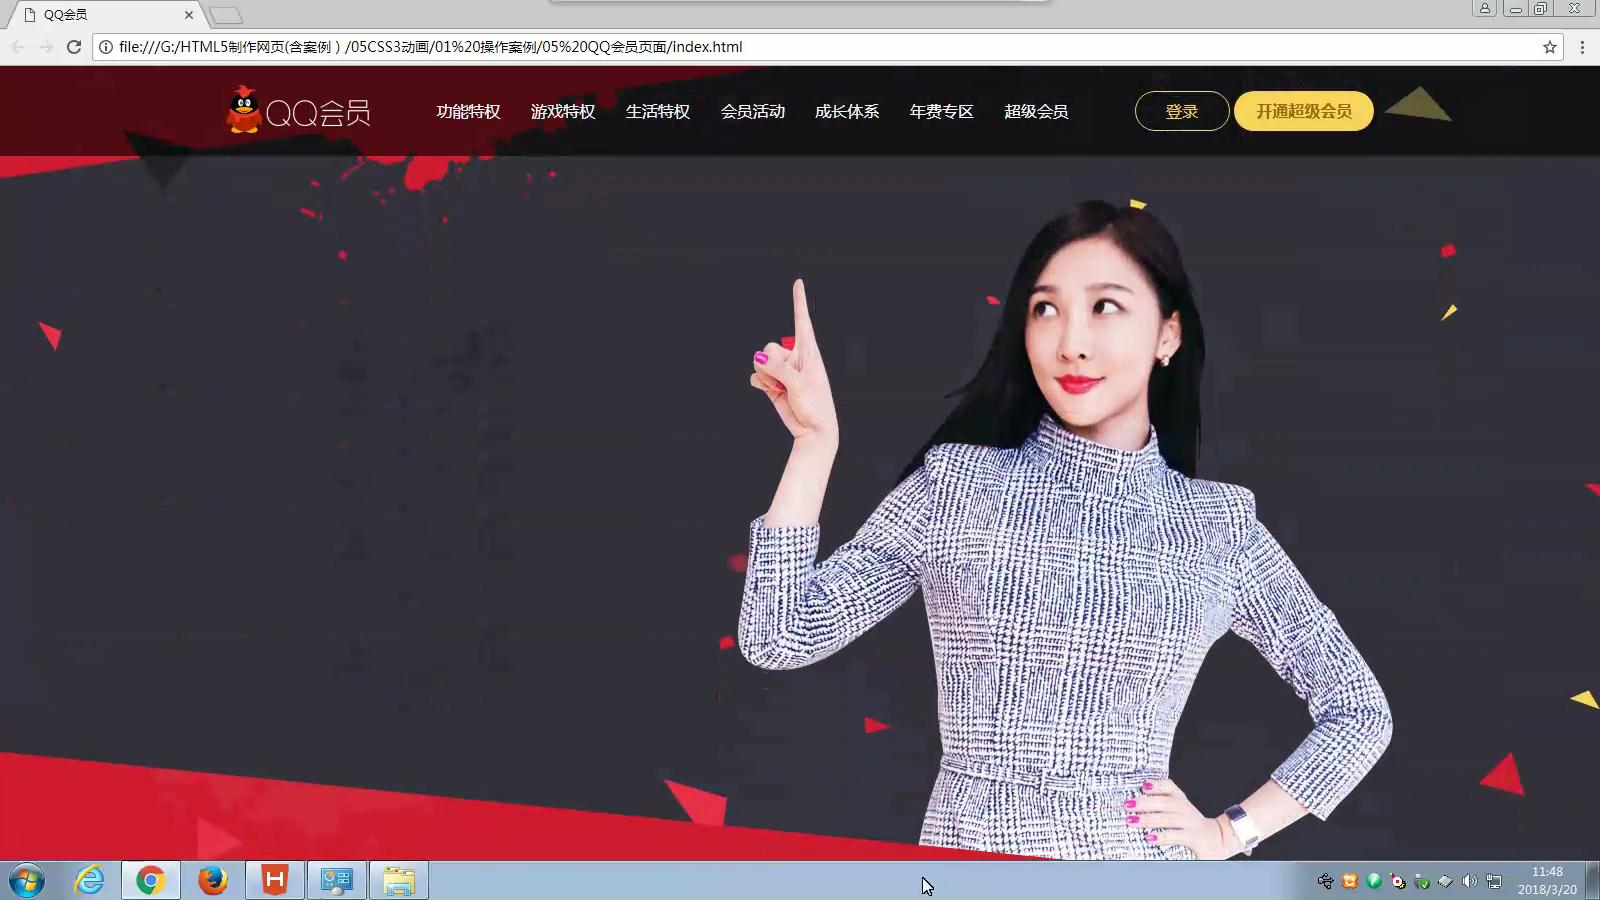 QQ会员
file:///G:/HTML5制作网页(含案例）/05CSS3动画/01%20操作案例/05%20QQ会员页面/index.html
QQ会员 功能特权 游戏特权 生活特权 会员活动 成长体系 年费专区 超级会员 登录 开通超级会员
11:48
2018/3/20